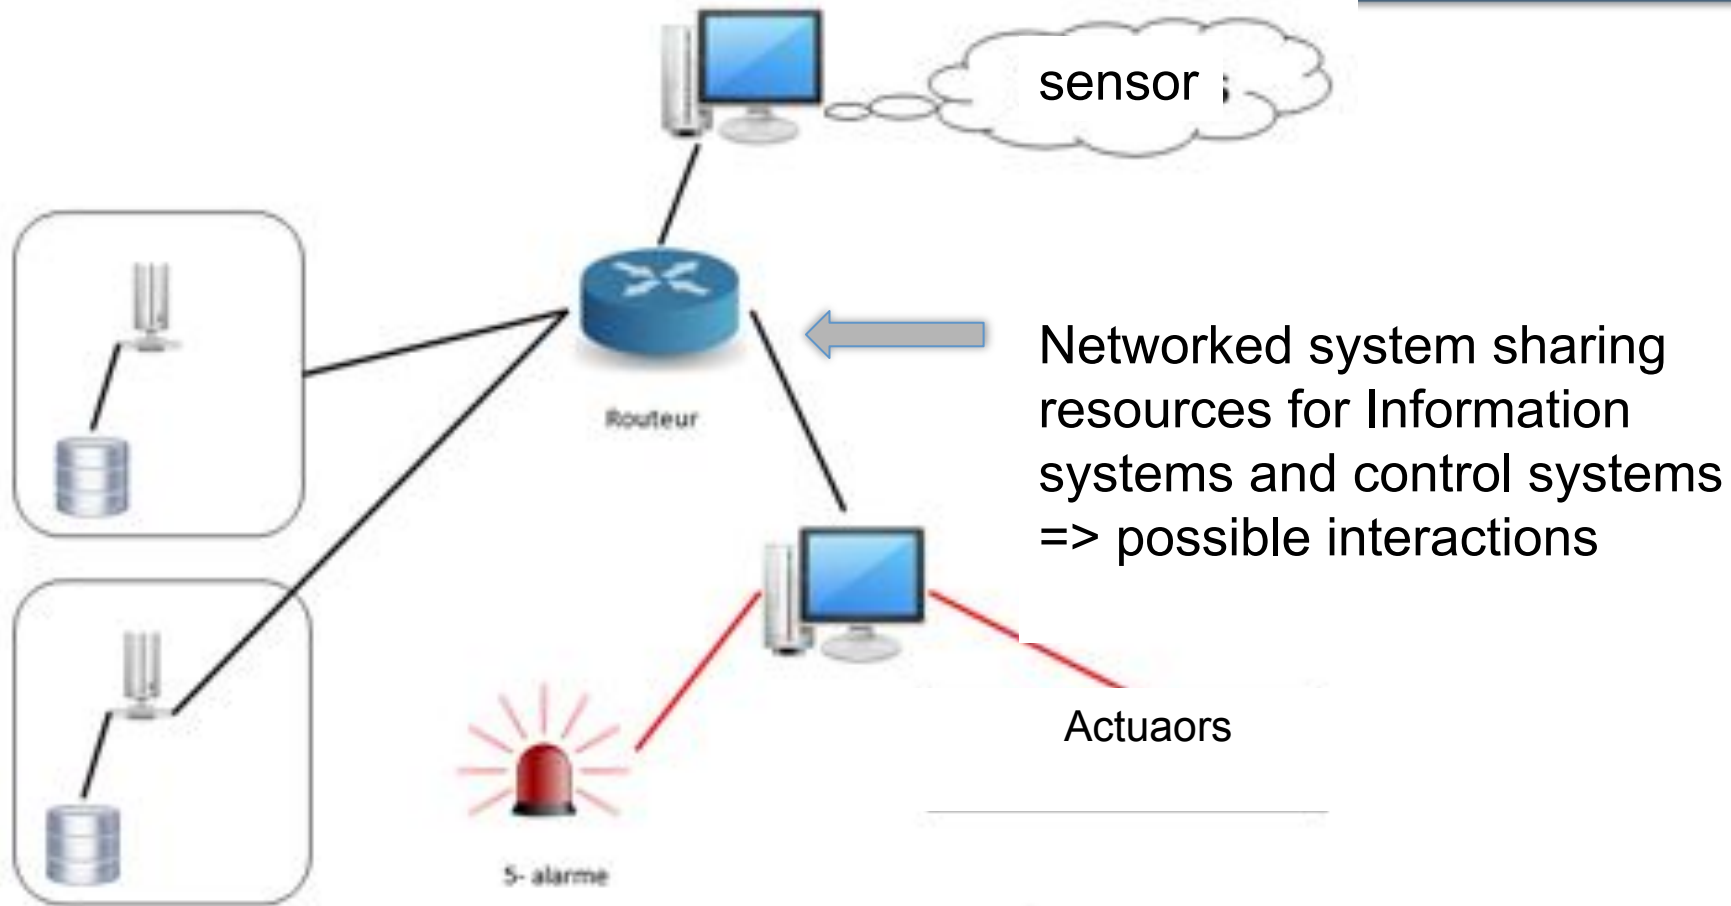 sensor
Networked system sharing
resources for Information
systems and control systems
=> possible interactions
Routeur
Actuaors
5- alarme